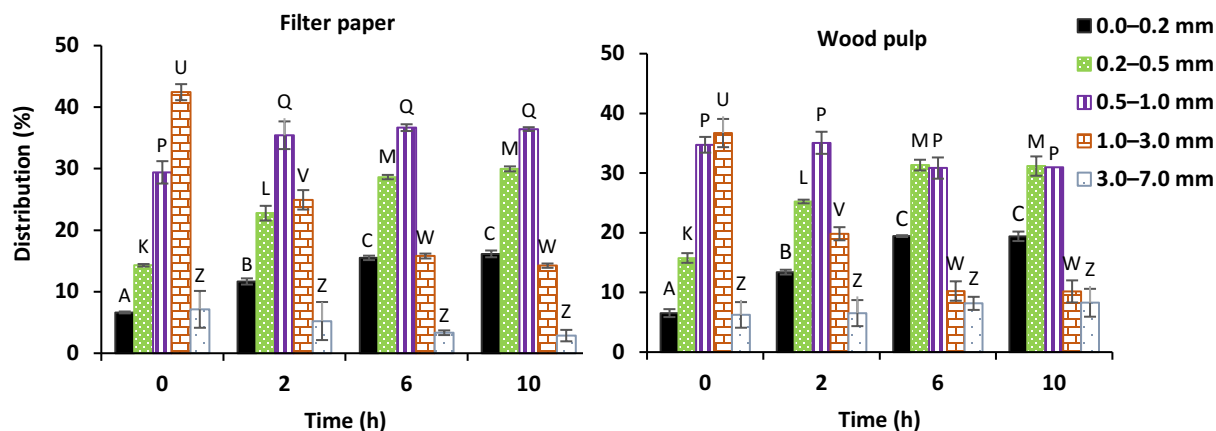 Filter paper
Distribution (%)
50
40
30
20
10
0
A
K
P
U
Z
B
L
Q
V
Z
C
M
Q
W
Z
C
M
Q
W
Z
0
2
6
10
Time (h)
Wood pulp
50
40
30
20
10
0
A
K
P
U
Z
B
L
P
V
Z
C
M
P
W
Z
C
M
P
W
Z
0
2
6
10
Time (h)
0.0–0.2 mm
0.2–0.5 mm
0.5–1.0 mm
1.0–3.0 mm
3.0–7.0 mm